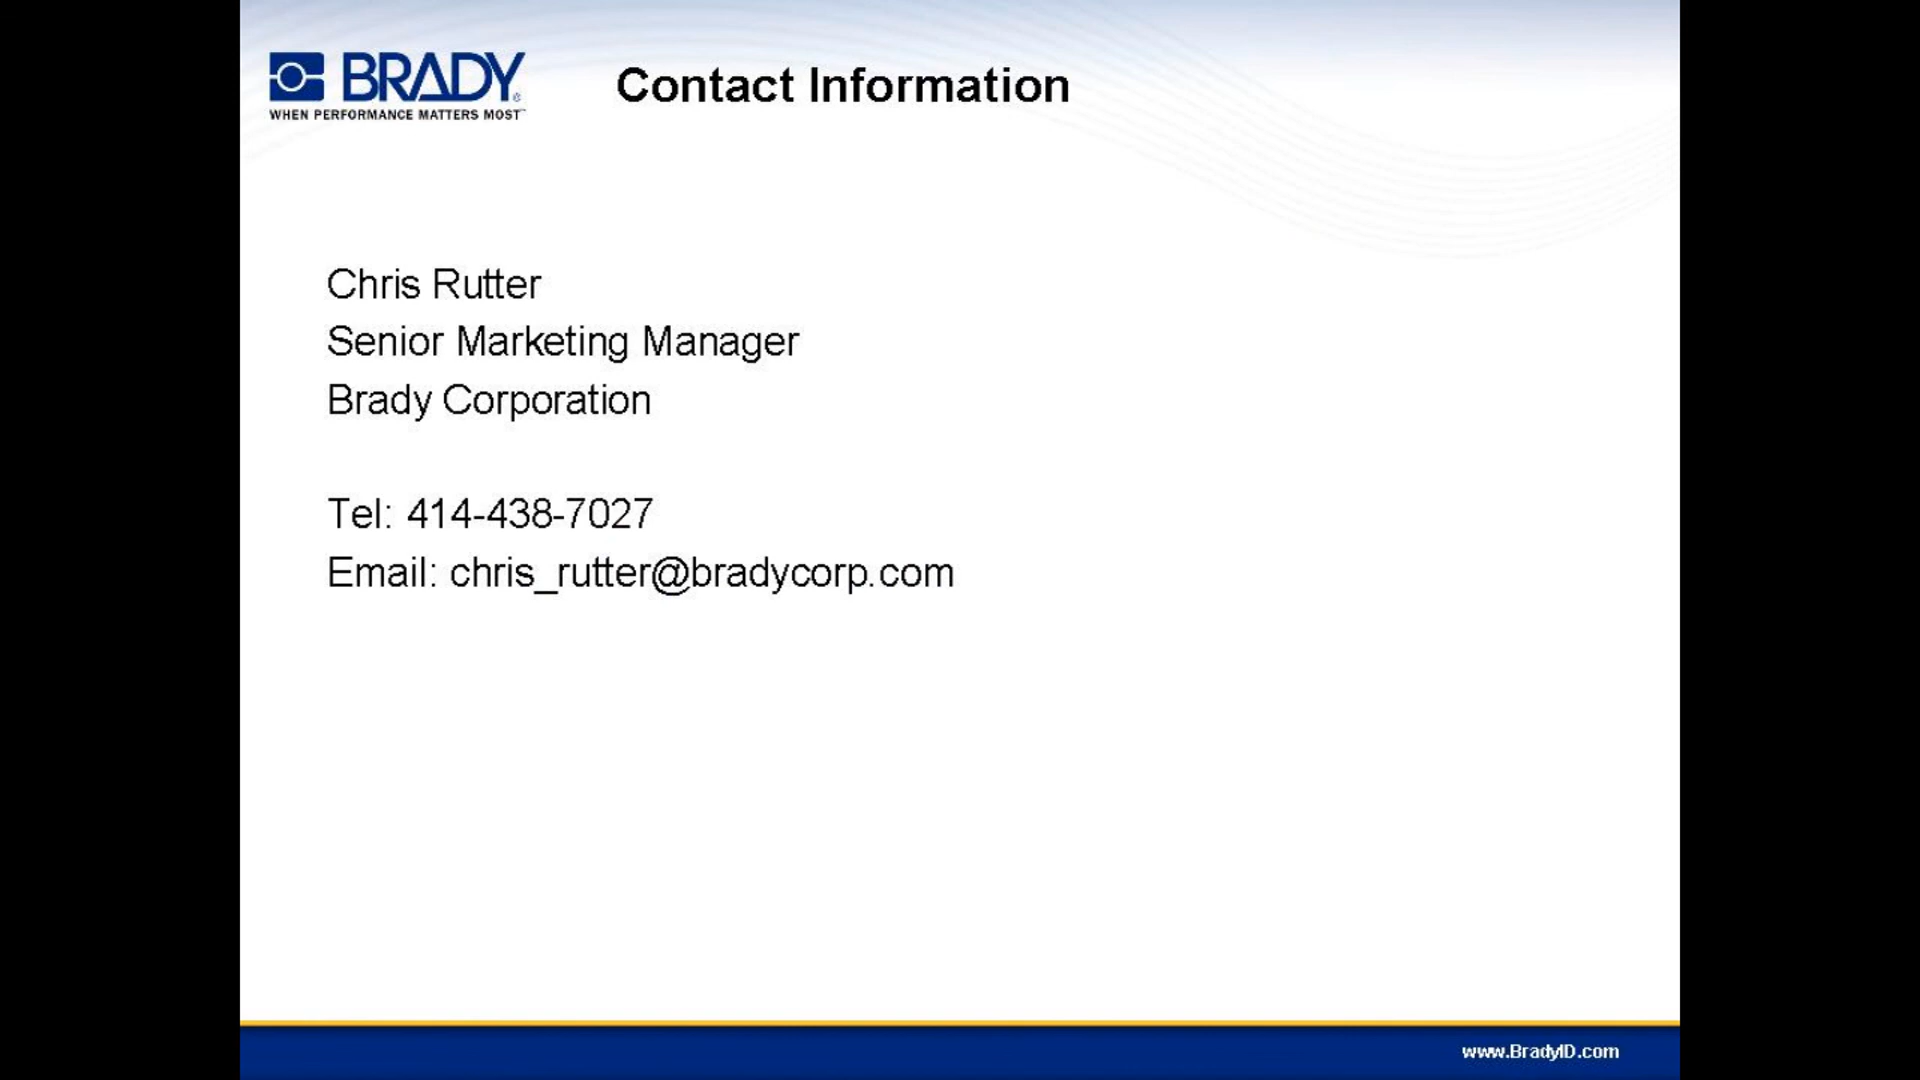 BRADY®
WHEN PERFORMANCE MATTERS MOST™
Contact Information
Chris Rutter
Senior Marketing Manager
Brady Corporation
Tel: 414-438-7027
Email: chris_rutter@bradycorp.com
www.BradyID.com